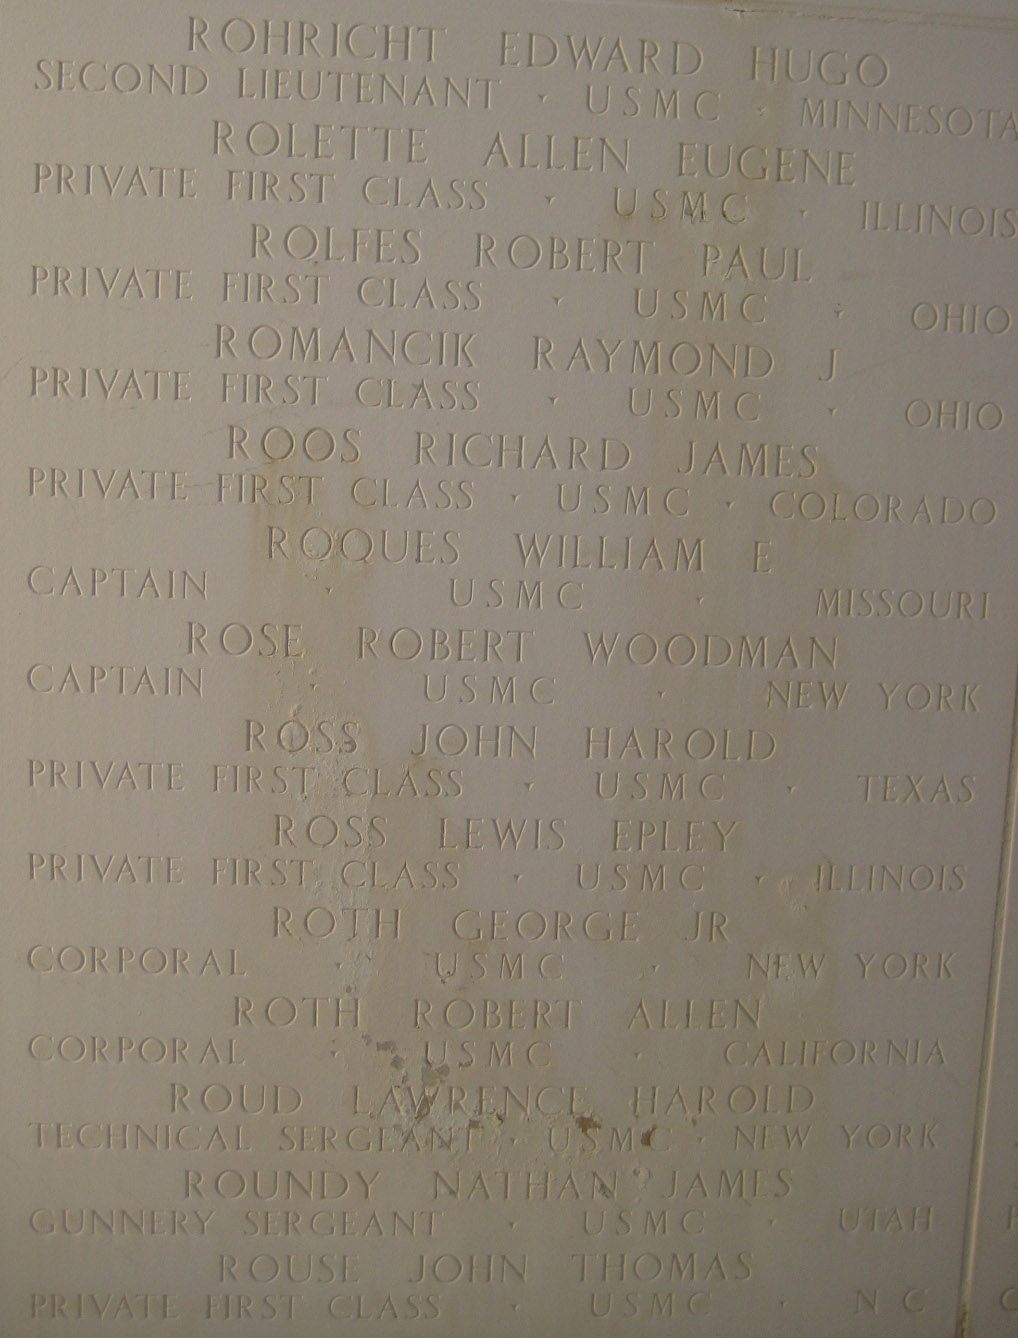 ROHRICHT EDWARD HUGO
SECOND LIEUTENANT · USMC · MINNESOTA
ROLETTE ALLEN EUGENE
PRIVATE FIRST CLASS · USMC · ILLINOIS
ROLFES ROBERT PAUL
PRIVATE FIRST CLASS · USMC · OHIO
ROMANCIK RAYMOND J
PRIVATE FIRST CLASS · USMC · OHIO
ROOS RICHARD JAMES
PRIVATE FIRST CLASS · USMC · COLORADO
ROQUES WILLIAM E
CAPTAIN · USMC · MISSOURI
ROSE ROBERT WOODMAN
CAPTAIN · USMC · NEW YORK
ROSS JOHN HAROLD
PRIVATE FIRST CLASS · USMC · TEXAS
ROSS LEWIS EPLEY
PRIVATE FIRST CLASS · USMC · ILLINOIS
ROTH GEORGE JR
CORPORAL · USMC · NEW YORK
ROTH ROBERT ALLEN
CORPORAL · USMC · CALIFORNIA
ROUD LAWRENCE HAROLD
TECHNICAL SERGEANT · USMC · NEW YORK
ROUNDY NATHAN JAMES
GUNNERY SERGEANT · USMC · UTAH
ROUSE JOHN THOMAS
PRIVATE FIRST CLASS · USMC · N C